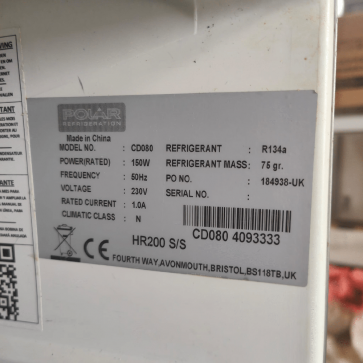 POLAR
REFRIGERATION
Made in China
MODEL NO. : CD080 REFRIGERANT : R134a
POWER(RATED) : 150W REFRIGERANT MASS: 75 gr.
FREQUENCY : 50Hz PO NO. : 184938-UK
VOLTAGE : 230V SERIAL NO. :
RATED CURRENT : 1.0A
CLIMATIC CLASS : N
CD080 4093333
CE
HR200 S/S
FOURTH WAY,AVONMOUTH,BRISTOL,BS118TB,UK